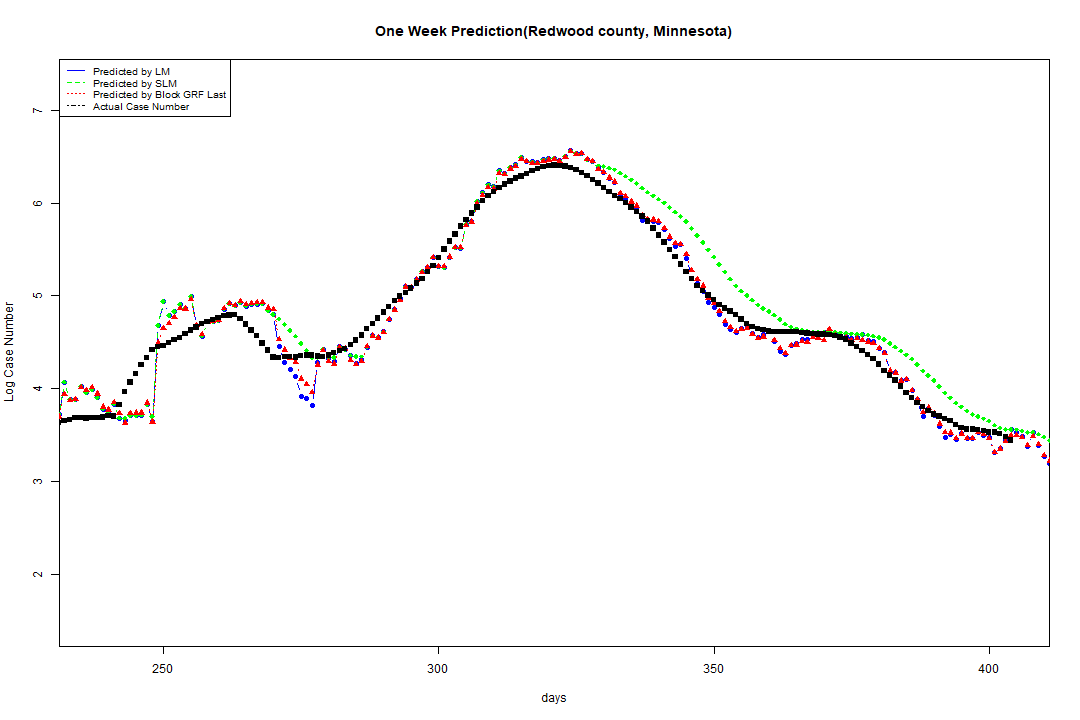 One Week Prediction(Redwood county, Minnesota)
Predicted by LM
Predicted by SLM
Predicted by Block GRF Last
Actual Case Number
7
6
5
4
3
2
Log Case Number
250 300 350 400
days